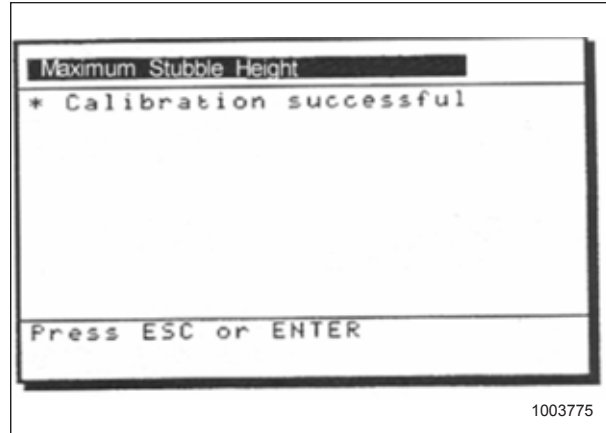 Maximum Stubble Height
* Calibration successful
Press ESC or ENTER
1003775